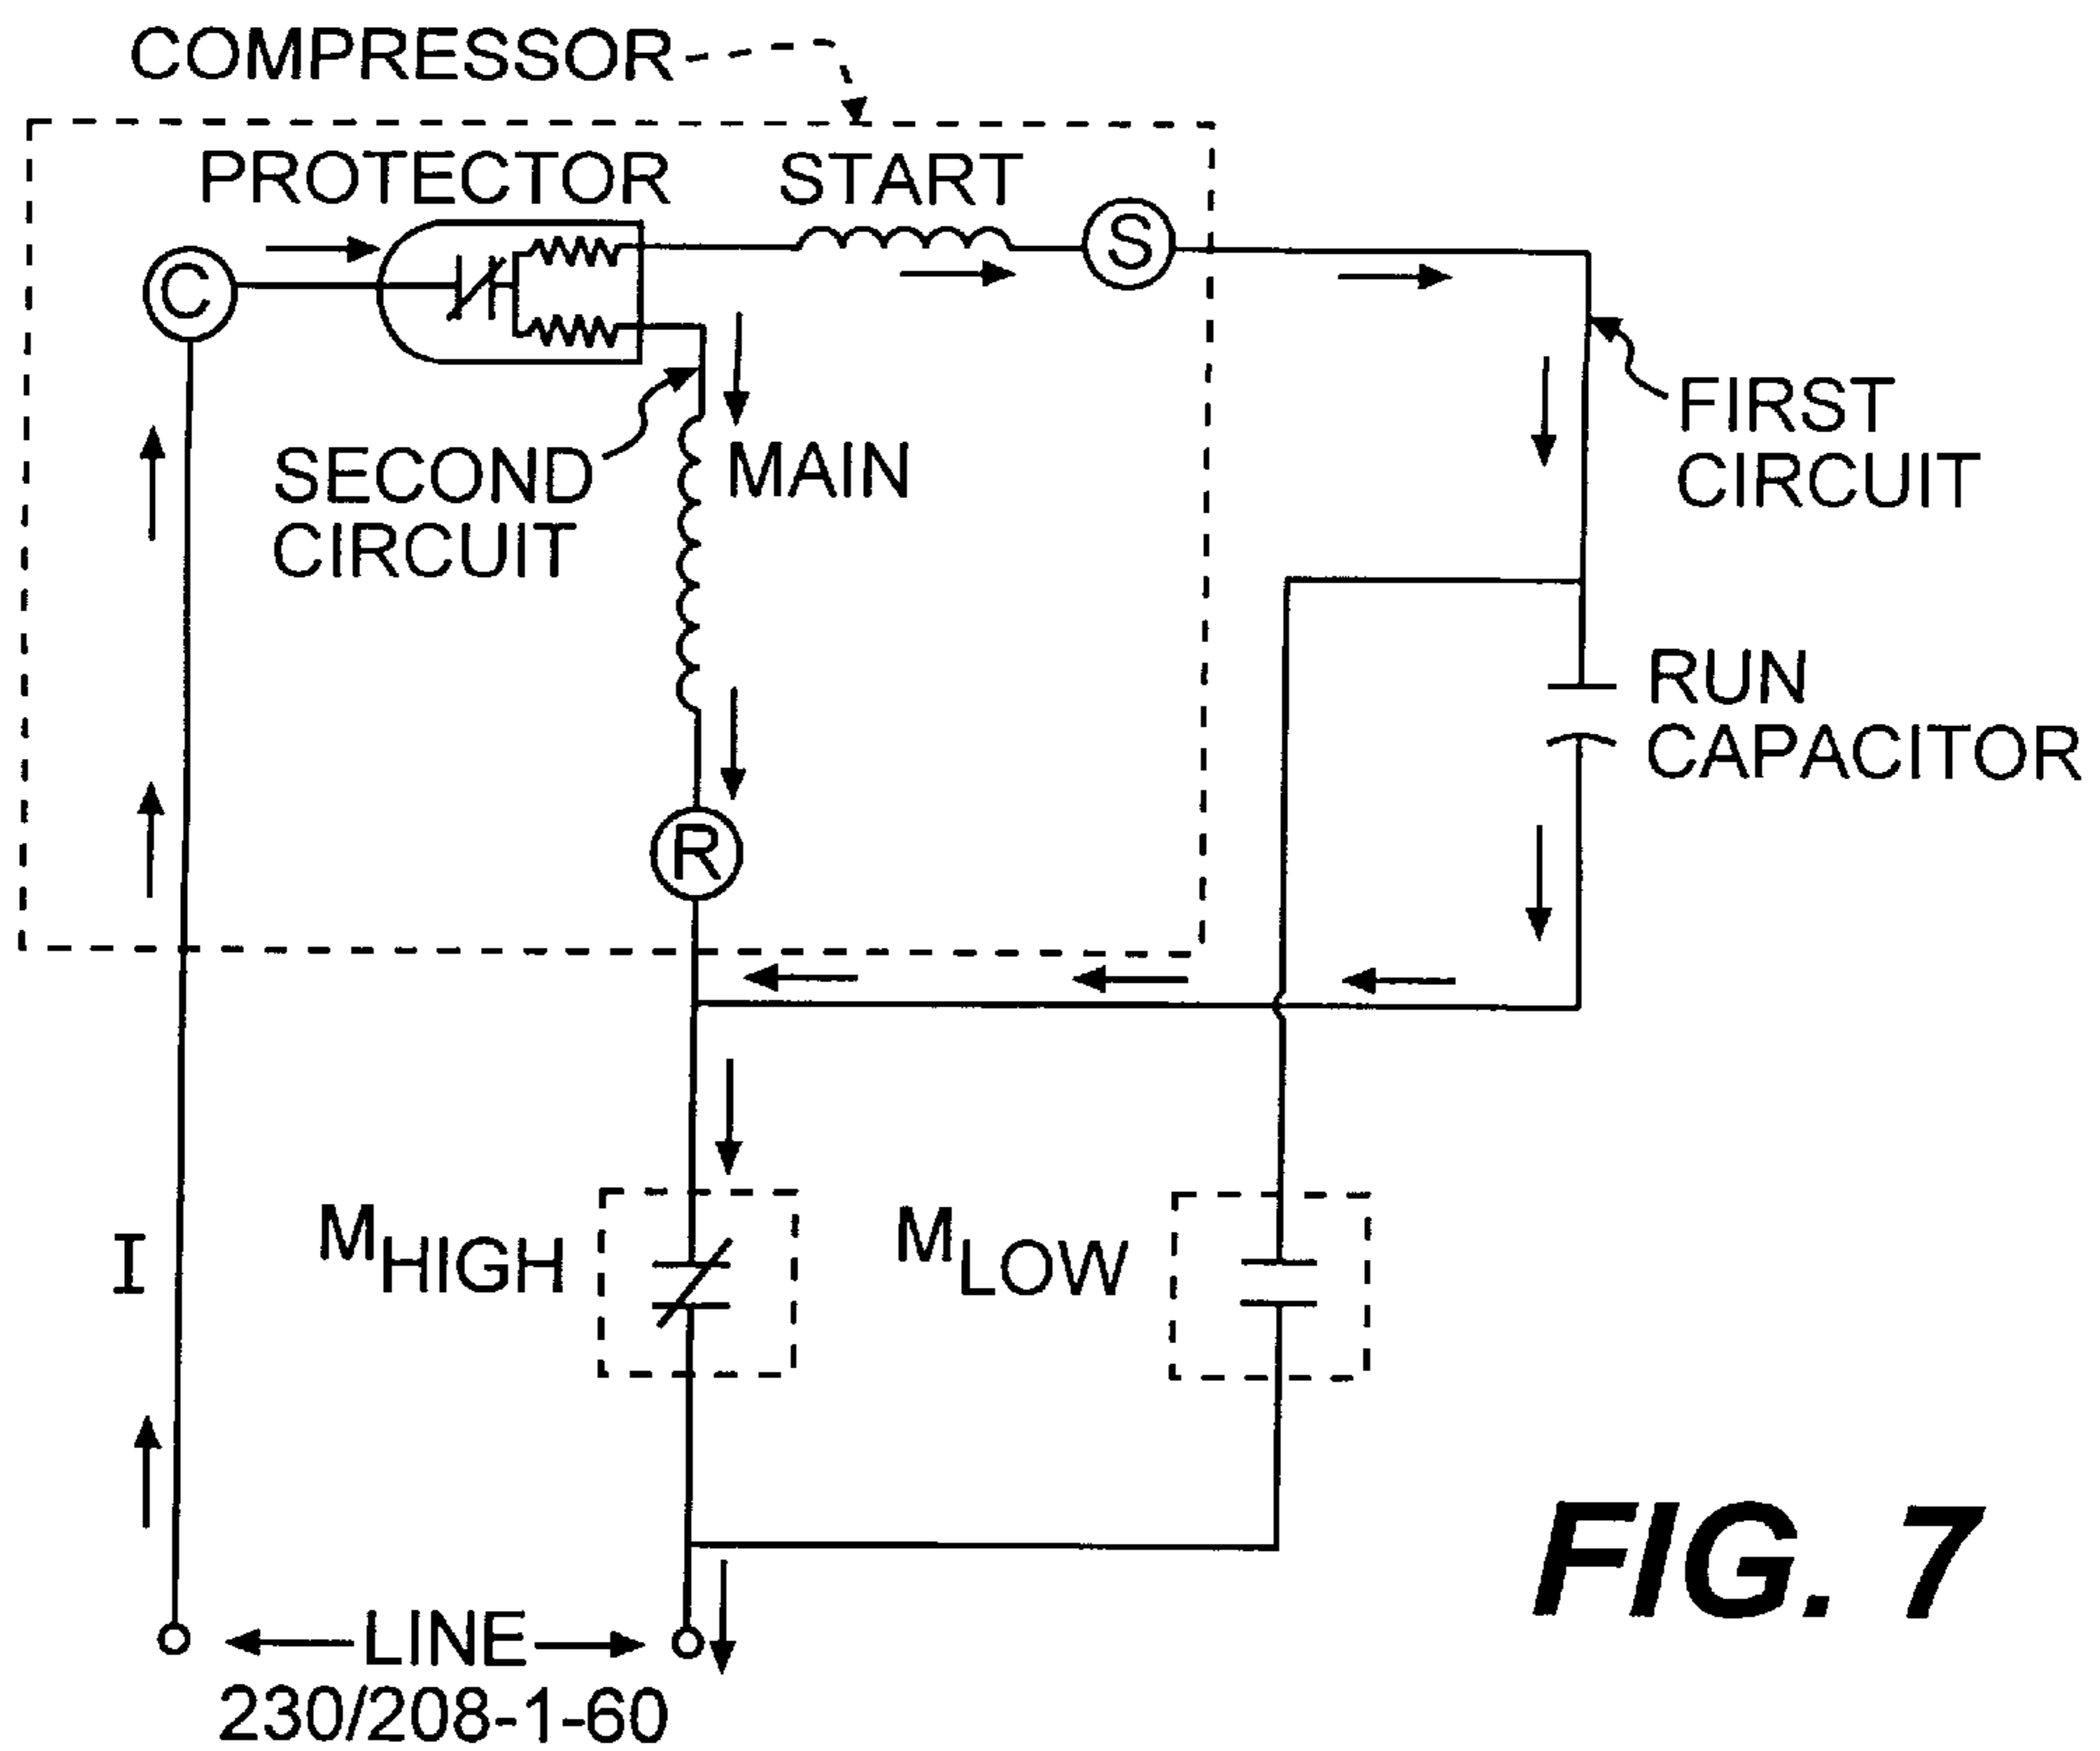 COMPRESSOR
PROTECTOR
START
C
S
FIRST
CIRCUIT
SECOND
CIRCUIT
MAIN
RUN
CAPACITOR
R
I
MHIGH
MLOW
LINE
230/208-1-60
FIG. 7